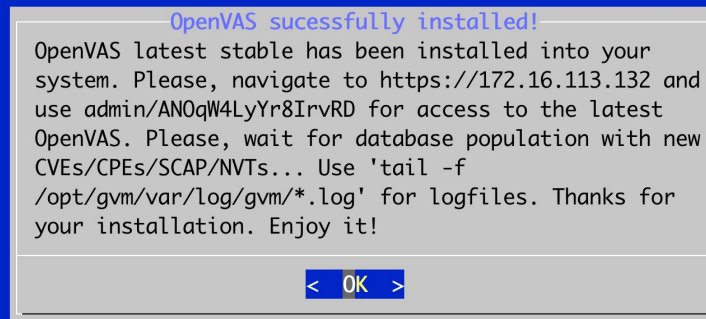 OpenVAS sucessfully installed!
OpenVAS latest stable has been installed into your
system. Please, navigate to https://172.16.113.132 and
use admin/ANOqW4LyYr8IrvRD for access to the latest
OpenVAS. Please, wait for database population with new
CVEs/CPEs/SCAP/NVTs... Use 'tail -f
/opt/gvm/var/log/gvm/*.log' for logfiles. Thanks for
your installation. Enjoy it!
< OK >